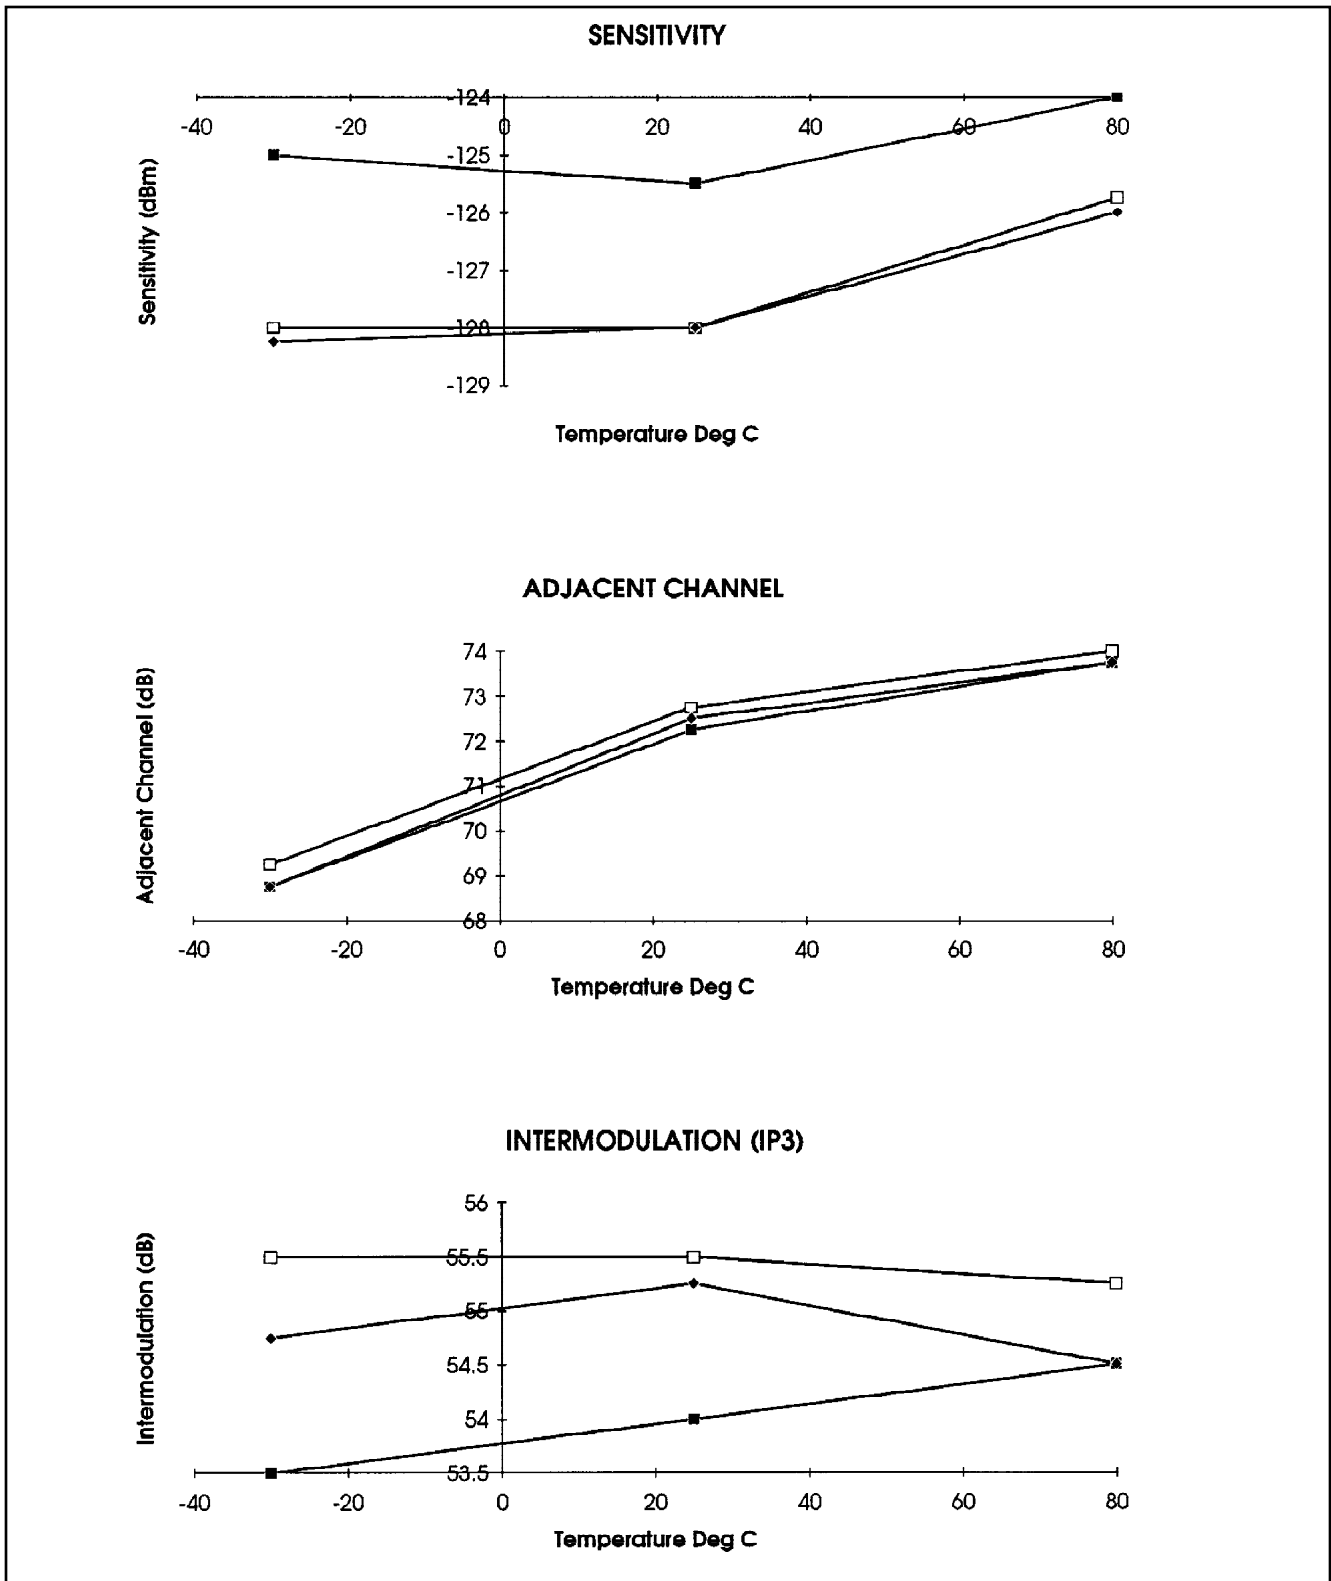 SENSITIVITY
-124
-40 -20 0 20 40 60 80
-125
-126
-127
-128
-129
Sensitivity (dBm)
Temperature Deg C
ADJACENT CHANNEL
74
73
72
71
70
69
68
Adjacent Channel (dB)
-40 -20 0 20 40 60 80
Temperature Deg C
INTERMODULATION (IP3)
56
55.5
55
54.5
54
53.5
Intermodulation (dB)
-40 -20 0 20 40 60 80
Temperature Deg C